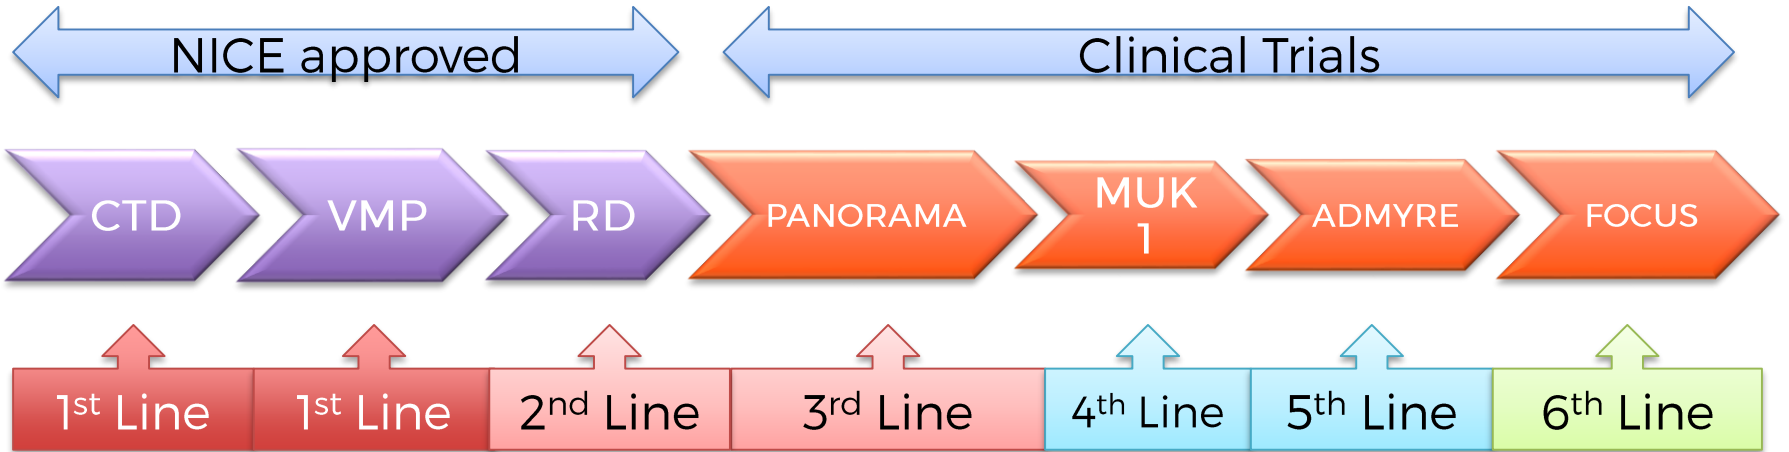 NICE approved
Clinical Trials
CTD
VMP
RD
PANORAMA
MUK
1
ADMYRE
FOCUS
1st Line
1st Line
2nd Line
3rd Line
4th Line
5th Line
6th Line